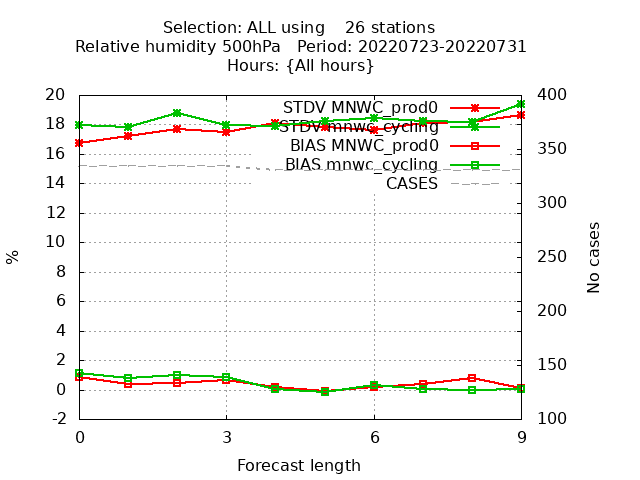 Selection: ALL using    26 stations
Relative humidity 500hPa   Period: 20220723-20220731
Hours: {All hours}
20 400
STDV MNWC_prod0
18
STDV mnwc_cycling
16 350
BIAS MNWC_prod0
BIAS mnwc_cycling
14
CASES
12 300
10
% 250 No cases
8
6 200
4
2 150
0
-2 100
0 3 6 9
Forecast length